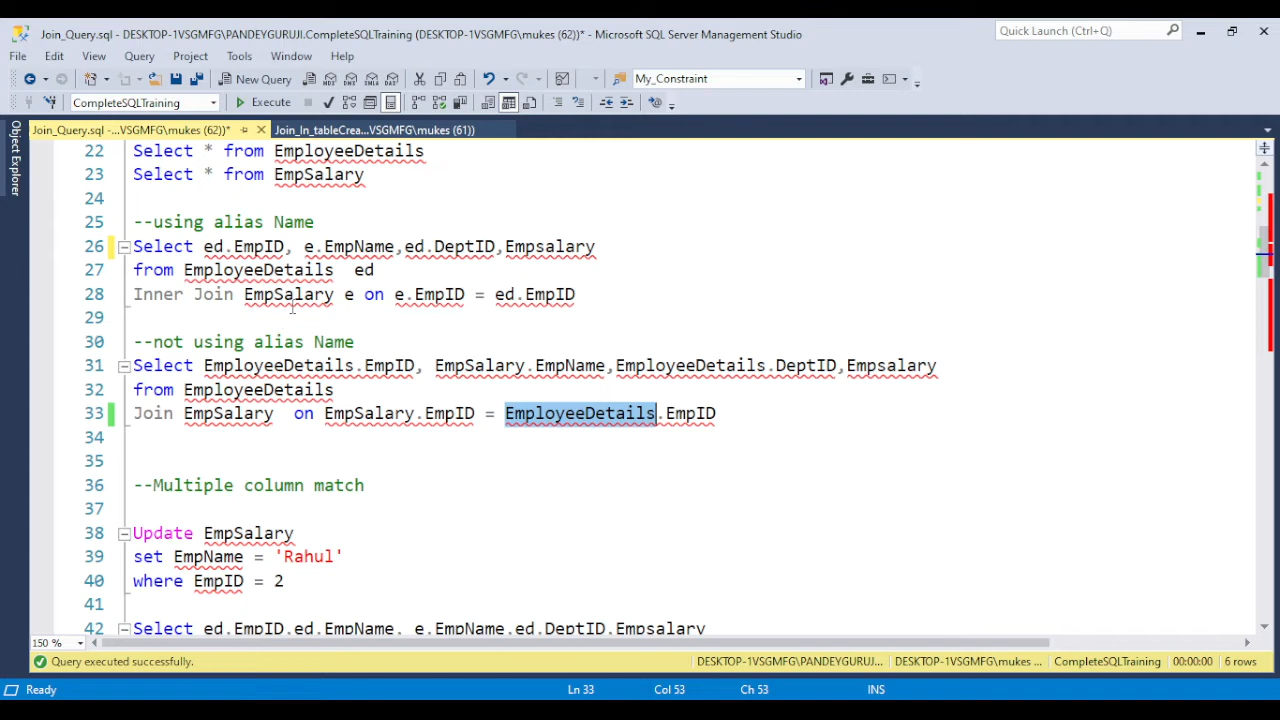 Join_Query.sql - DESKTOP-1VSGMFG\PANDEYGURUJI.CompleteSQLTraining (DESKTOP-1VSGMFG\mukes (62))* - Microsoft SQL Server Management Studio
Quick Launch (Ctrl+Q)
File Edit View Query Project Tools Window Help
New Query
My_Constraint
CompleteSQLTraining
Execute
Join_Query.sql -...VSGMFG\mukes (62))*
Join_In_tableCrea...VSGMFG\mukes (61))
Object Explorer
22 Select * from EmployeeDetails
23 Select * from EmpSalary
24
25 --using alias Name
26 Select ed.EmpID, e.EmpName,ed.DeptID,Empsalary
27 from EmployeeDetails  ed
28 Inner Join EmpSalary e on e.EmpID = ed.EmpID
29
30 --not using alias Name
31 Select EmployeeDetails.EmpID, EmpSalary.EmpName,EmployeeDetails.DeptID,Empsalary
32 from EmployeeDetails
33 Join EmpSalary  on EmpSalary.EmpID = EmployeeDetails.EmpID
34
35
36 --Multiple column match
37
38 Update EmpSalary
39 set EmpName = 'Rahul'
40 where EmpID = 2
41
42 Select ed.EmpID,ed.EmpName, e.EmpName,ed.DeptID,Empsalary
150 %
Query executed successfully.
DESKTOP-1VSGMFG\PANDEYGURUJI...
DESKTOP-1VSGMFG\mukes ...
CompleteSQLTraining
00:00:00
6 rows
Ready
Ln 33
Col 53
Ch 53
INS